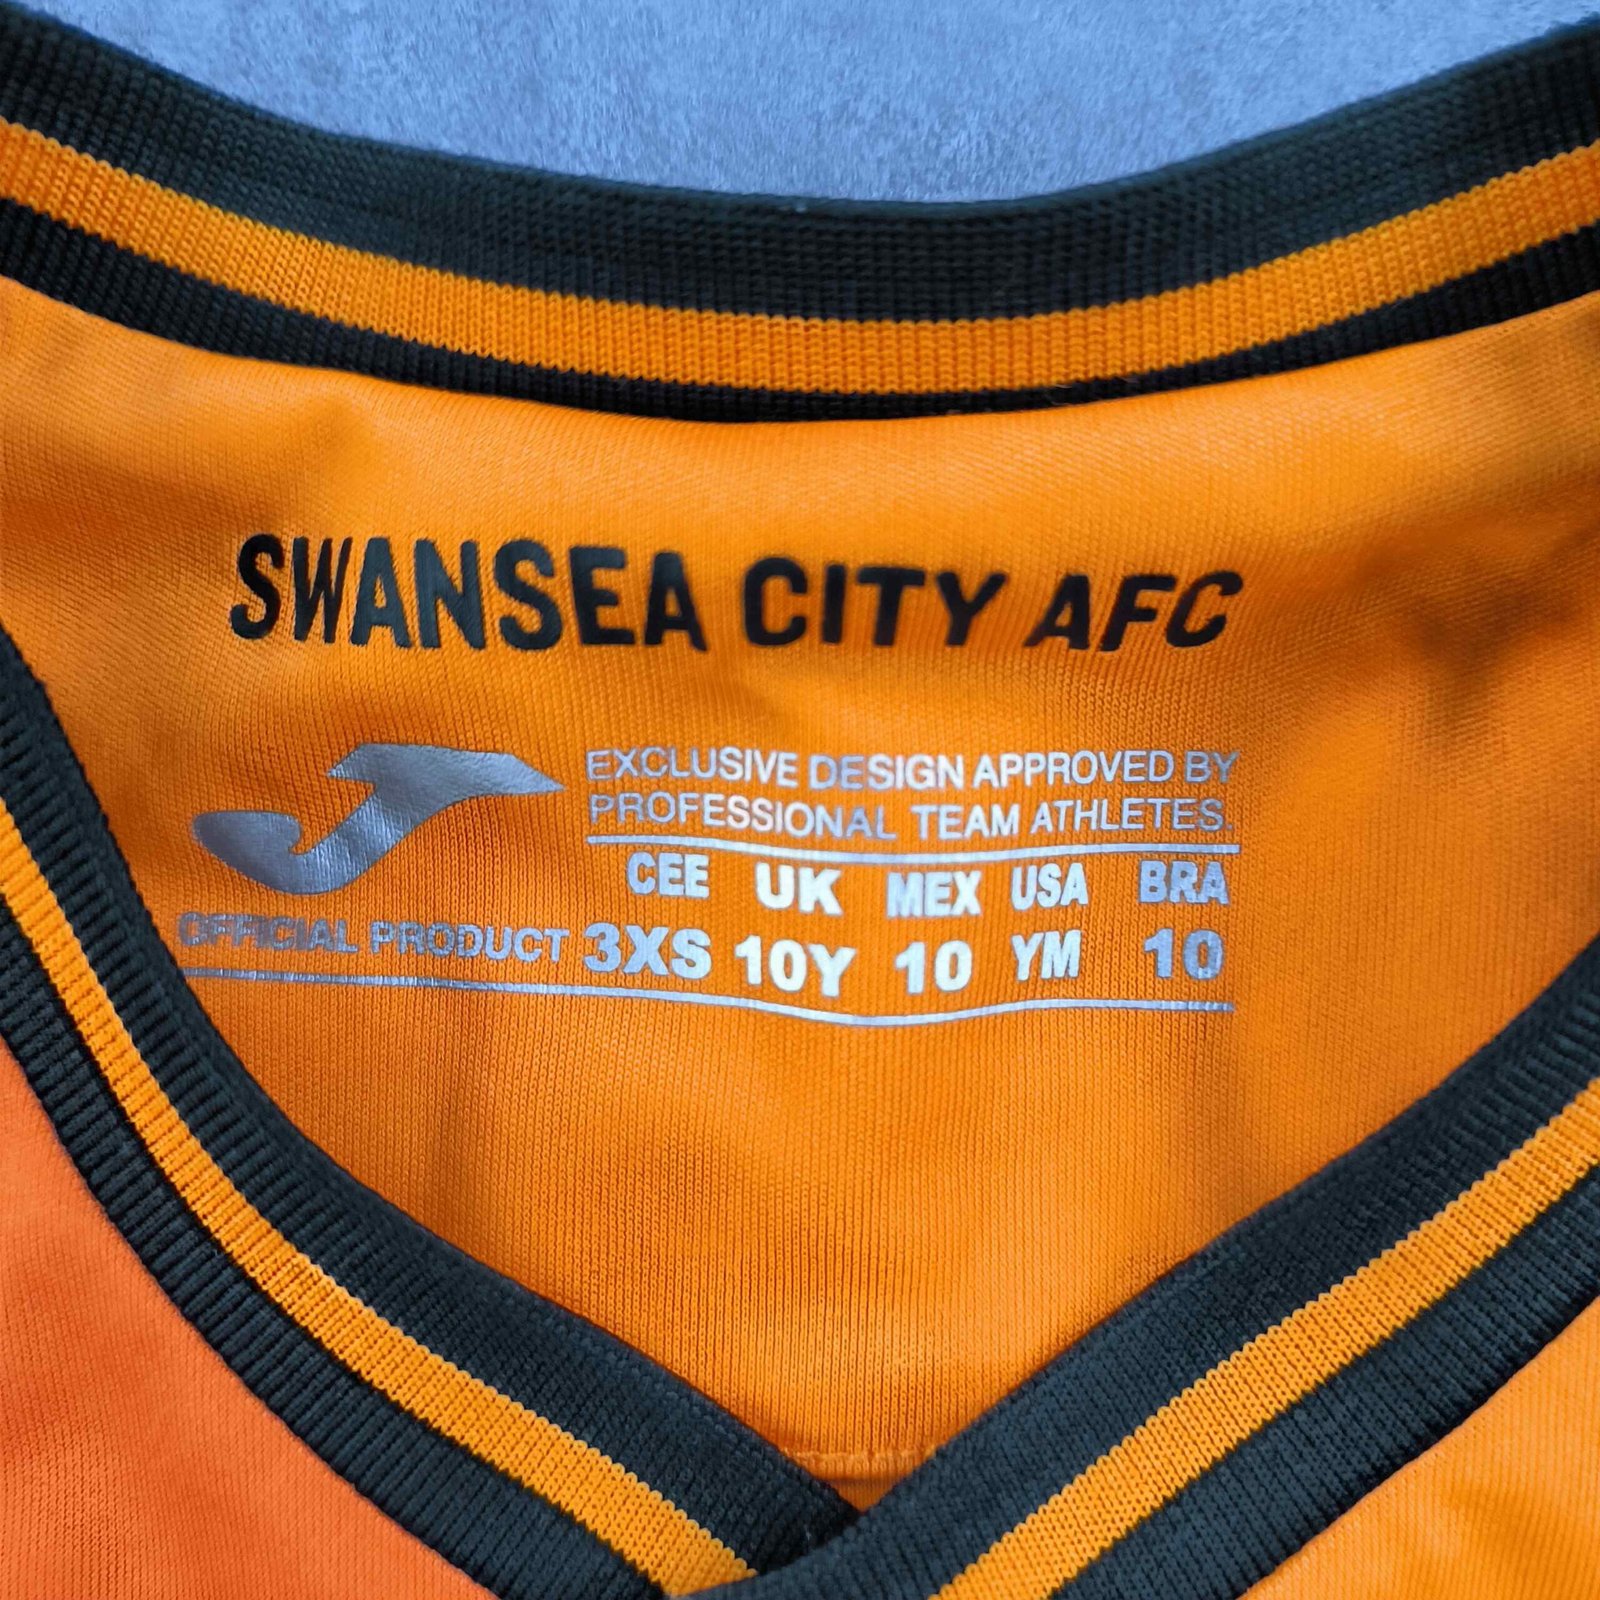 SWANSEA CITY AFC
EXCLUSIVE DESIGN APPROVED BY
PROFESSIONAL TEAM ATHLETES.
CEE UK MEX USA BRA
OFFICIAL PRODUCT 3XS 10Y 10 YM 10